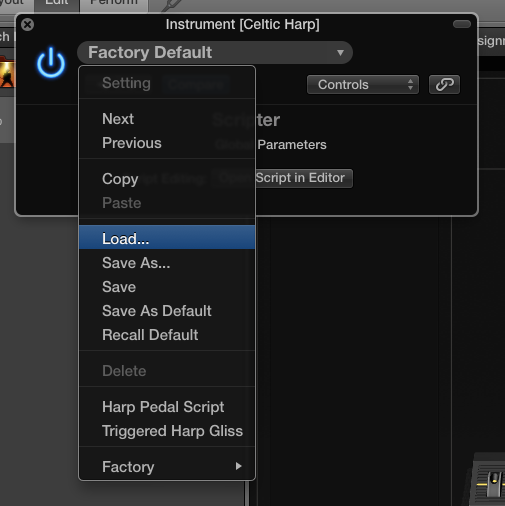 Edit Perform
Instrument [Celtic Harp]
Factory Default
Setting Compare
Controls
Next
Scripter
Previous
Parameters
Copy
Script in Editor
Paste
Load...
Save As...
Save
Save As Default
Recall Default
Delete
Harp Pedal Script
Triggered Harp Gliss
Factory